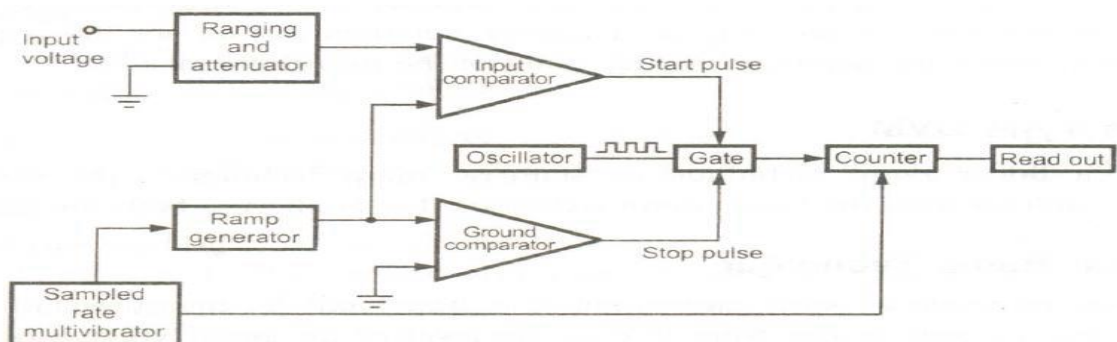 Input
voltage
Ranging
and
attenuator
Input
comparator
Start pulse
Oscillator
Gate
Counter
Read out
Ramp
generator
Ground
comparator
Stop pulse
Sampled
rate
multivibrator